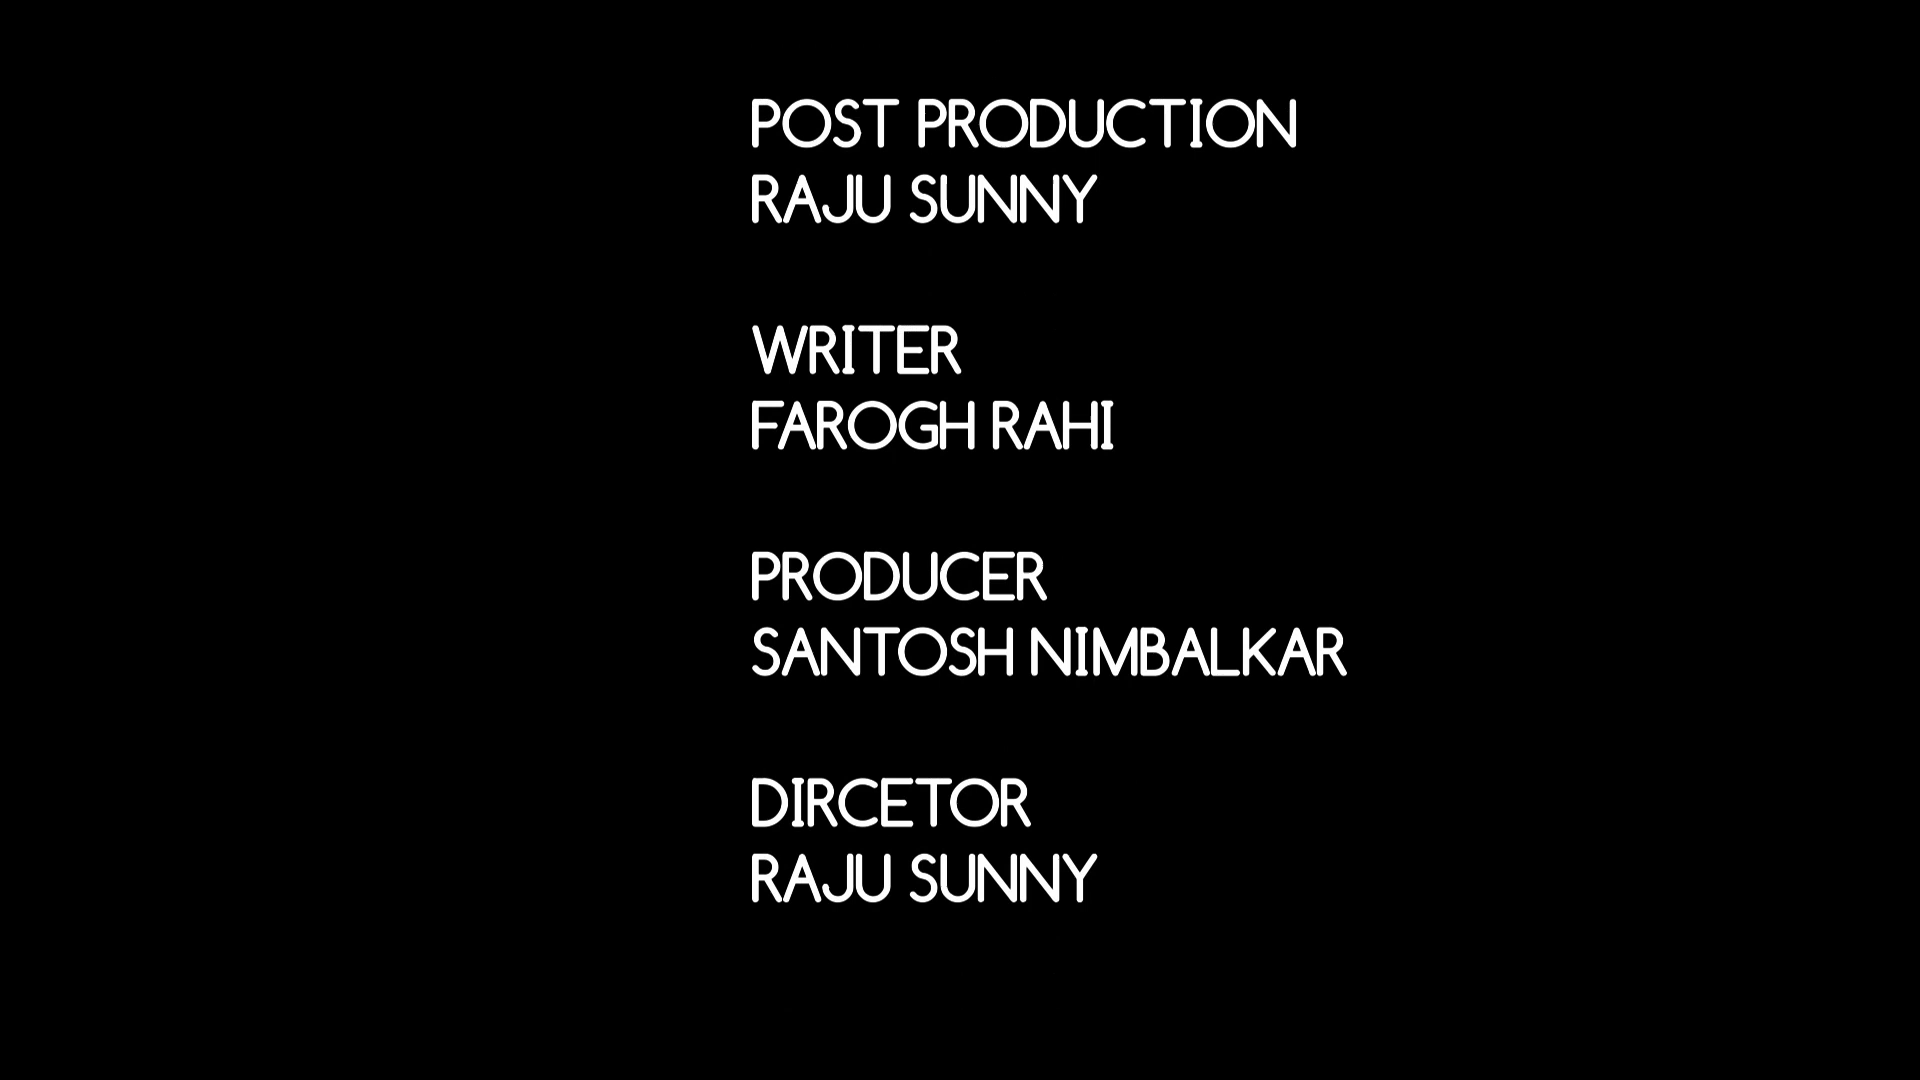 POST PRODUCTION
RAJU SUNNY
WRITER
FAROGH RAHI
PRODUCER
SANTOSH NIMBALKAR
DIRCETOR
RAJU SUNNY